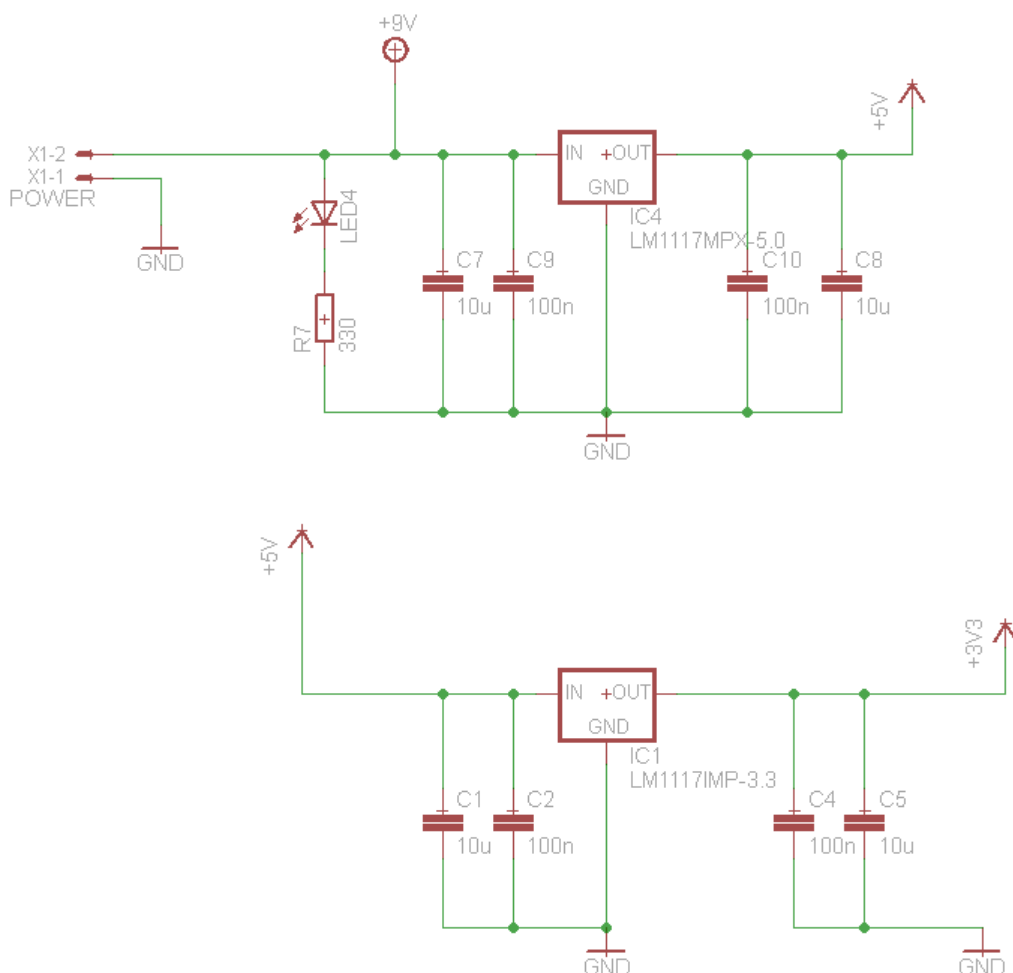 +9V
+5V
X1-2
X1-1
POWER
GND
LED4
R7
330
C7
10u
C9
100n
IN
+OUT
GND
IC4
LM1117MPX-5.0
C10
100n
C8
10u
GND
+5V
+3V3
IN
+OUT
GND
IC1
LM1117IMP-3.3
C1
10u
C2
100n
C4
100n
C5
10u
GND
GND